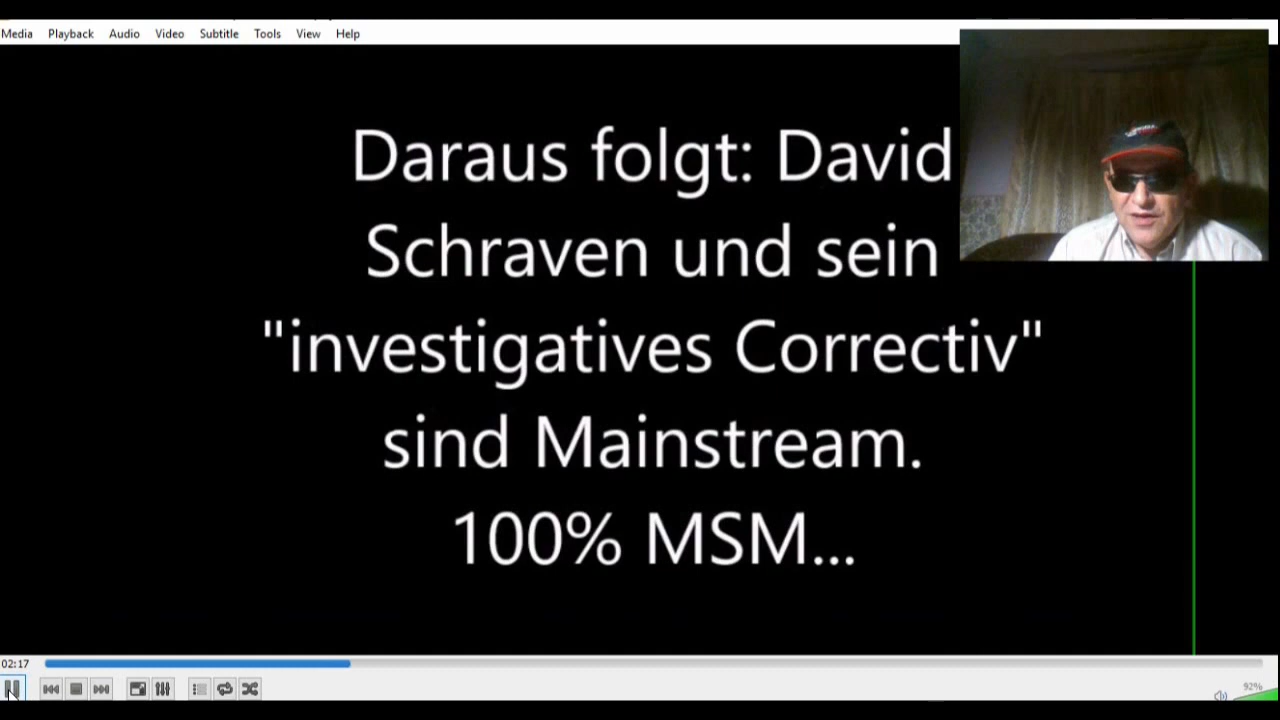 Media Playback Audio Video Subtitle Tools View Help
Daraus folgt: David
Schraven und sein
"investigatives Correctiv"
sind Mainstream.
100% MSM...
02:17
92%